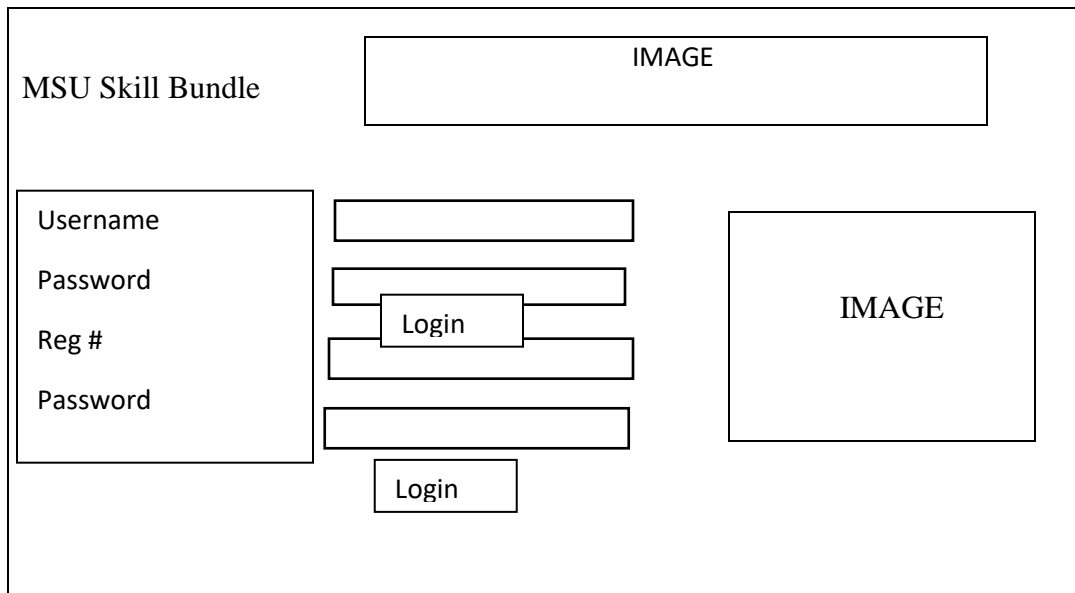 IMAGE
MSU Skill Bundle
Username
Password
Login
IMAGE
Reg #
Password
Login